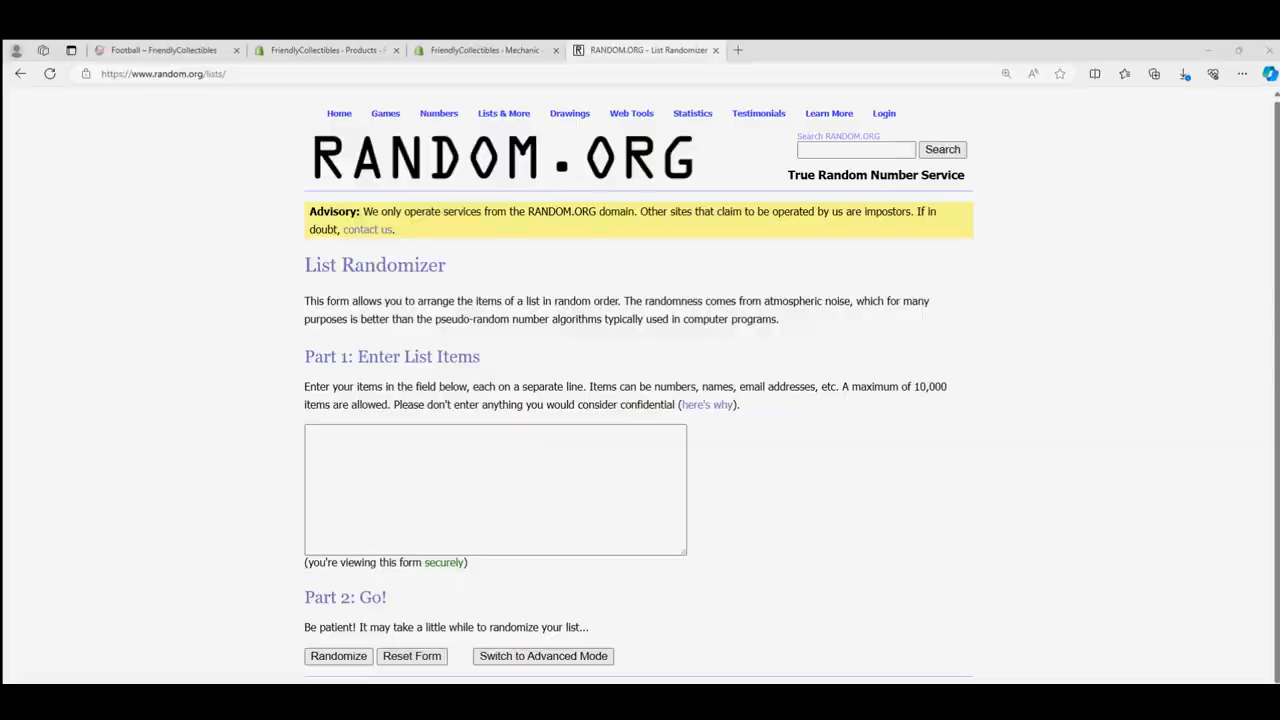 Football ~ FriendlyCollectibles
FriendlyCollectibles · Products · F
FriendlyCollectibles · Mechanic ·
RANDOM.ORG - List Randomizer
https://www.random.org/lists/
Home Games Numbers Lists & More Drawings Web Tools Statistics Testimonials Learn More Login
RANDOM.ORG
Search RANDOM.ORG
Search
True Random Number Service
Advisory: We only operate services from the RANDOM.ORG domain. Other sites that claim to be operated by us are impostors. If in
doubt, contact us.
List Randomizer
This form allows you to arrange the items of a list in random order. The randomness comes from atmospheric noise, which for many
purposes is better than the pseudo-random number algorithms typically used in computer programs.
Part 1: Enter List Items
Enter your items in the field below, each on a separate line. Items can be numbers, names, email addresses, etc. A maximum of 10,000
items are allowed. Please don't enter anything you would consider confidential (here's why).
(you're viewing this form securely)
Part 2: Go!
Be patient! It may take a little while to randomize your list...
Randomize Reset Form Switch to Advanced Mode